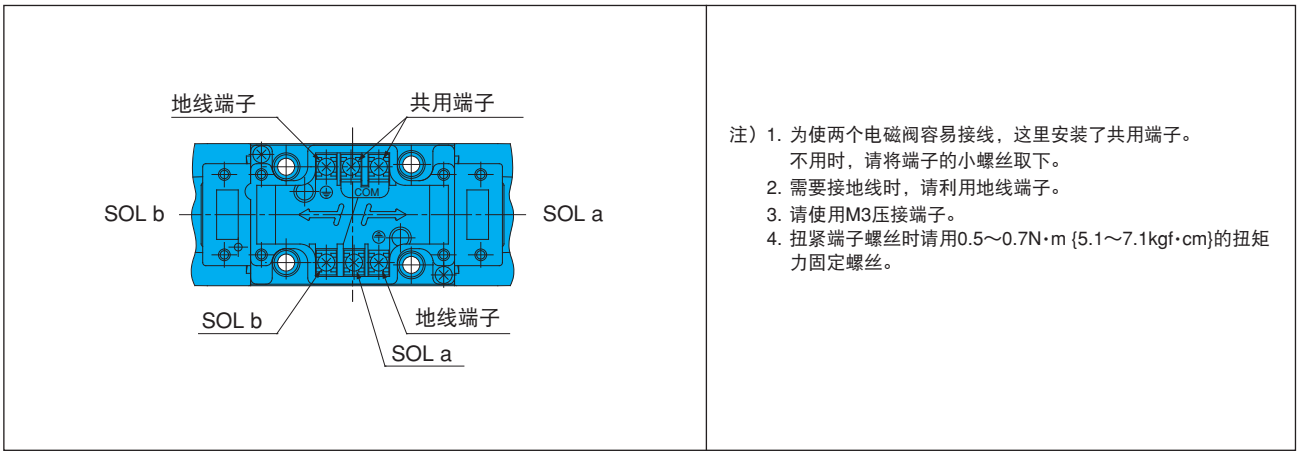 地线端子 共用端子
COM
SOL b SOL a
SOL b 地线端子
SOL a
注）1. 为使两个电磁阀容易接线，这里安装了共用端子。
不用时，请将端子的小螺丝取下。
2. 需要接地线时，请利用地线端子。
3. 请使用M3压接端子。
4. 扭紧端子螺丝时请用0.5～0.7N·m {5.1～7.1kgf·cm}的扭矩
力固定螺丝。